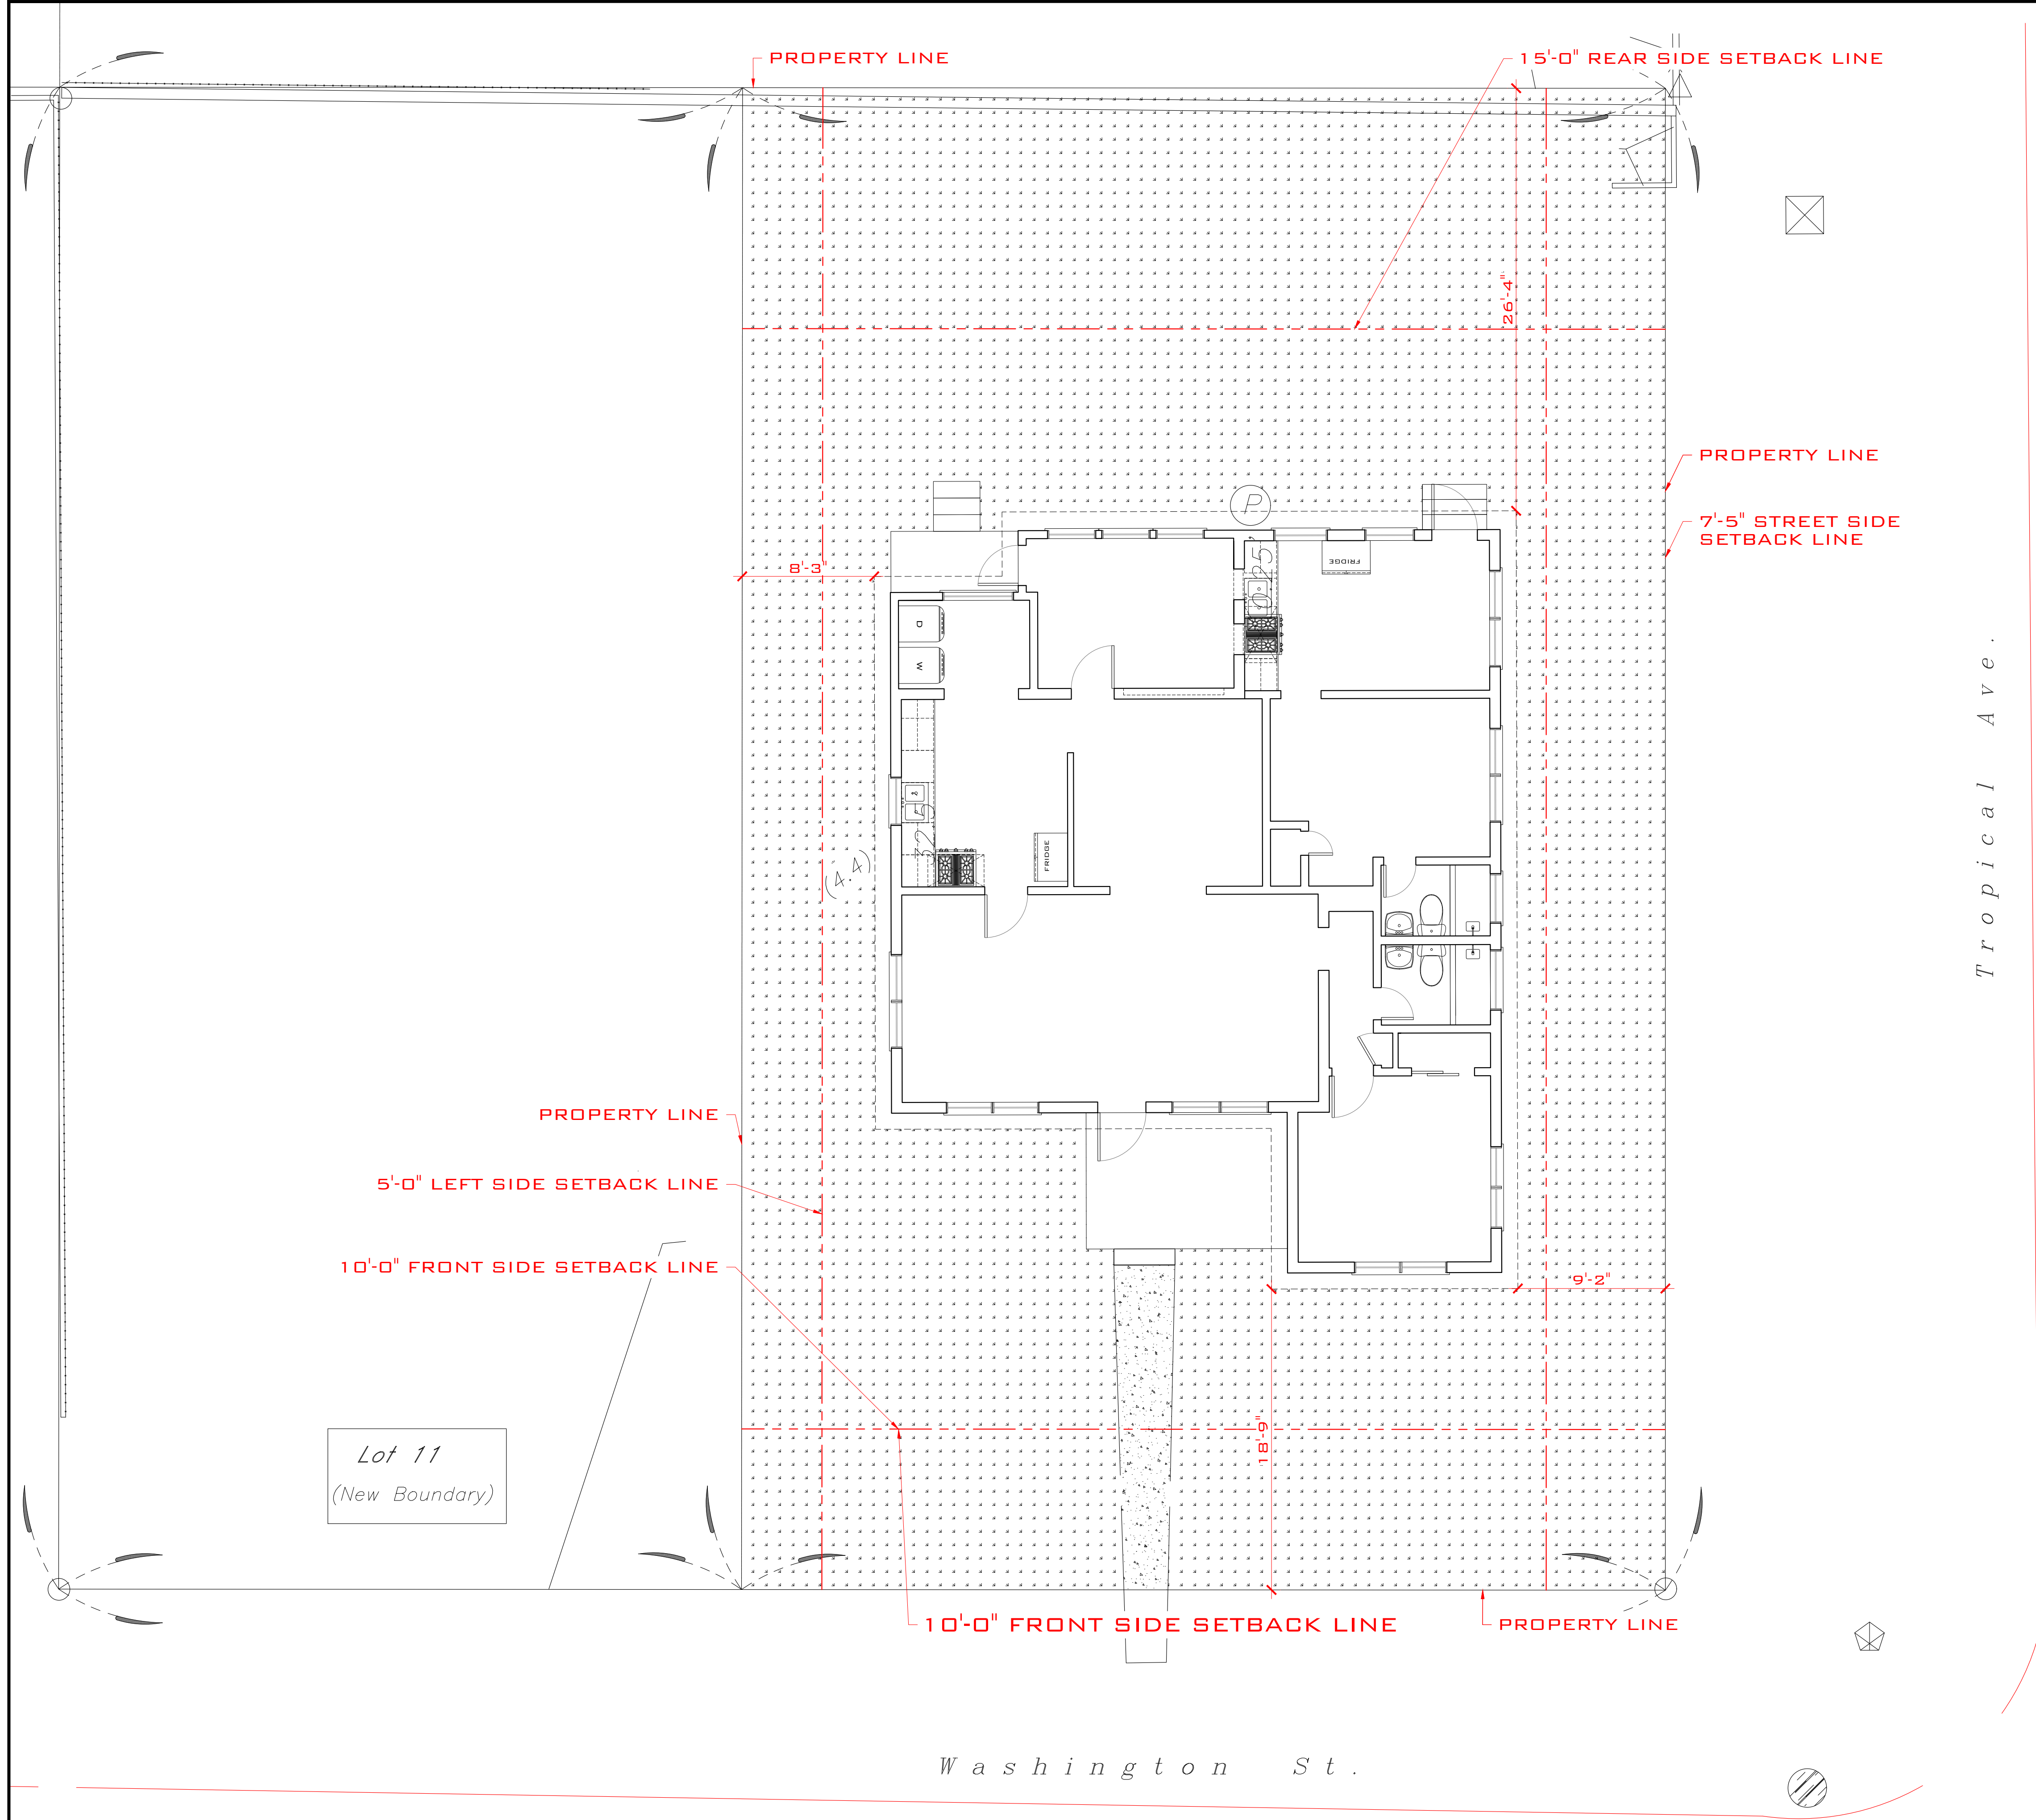 PROPERTY LINE
15'-0" REAR SIDE SETBACK LINE
26'-4"
PROPERTY LINE
7'-5" STREET SIDE
SETBACK LINE
P
8'-3"
FRIDGE
D
W
FRIDGE
(4.4)
Tropical Ave.
PROPERTY LINE
5'-0" LEFT SIDE SETBACK LINE
10'-0" FRONT SIDE SETBACK LINE
9'-2"
18'-9"
Lot 11
(New Boundary)
10'-0" FRONT SIDE SETBACK LINE
PROPERTY LINE
Washington St.